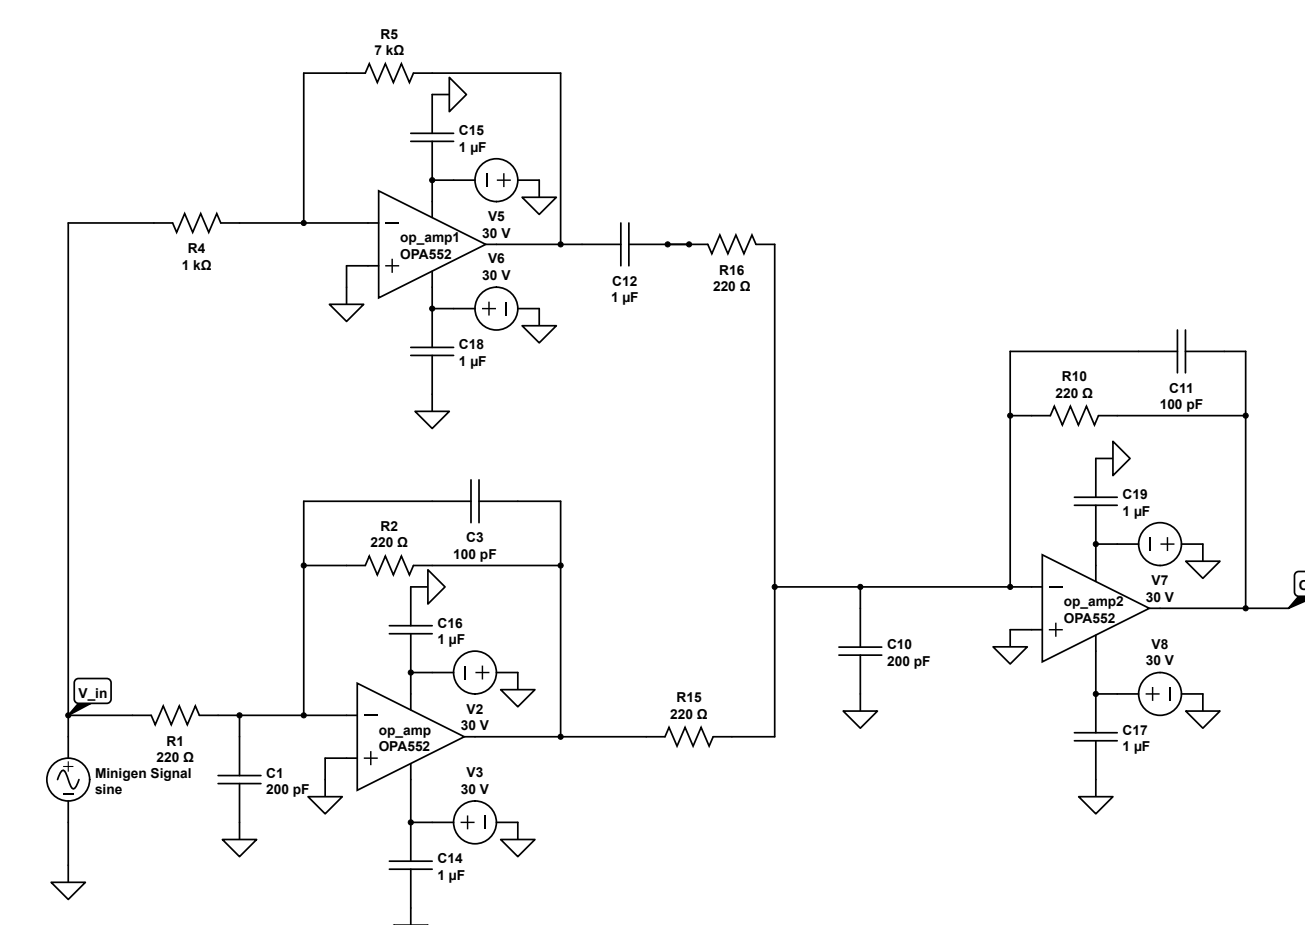 R5
7 kΩ
C15
1 µF
V5
30 V
R4
1 kΩ
op_amp1
OPA552
V6
30 V
C12
1 µF
R16
220 Ω
C18
1 µF
R10
220 Ω
C11
100 pF
C19
1 µF
V7
30 V
op_amp2
OPA552
V8
30 V
C17
1 µF
C10
200 pF
R2
220 Ω
C3
100 pF
C16
1 µF
V2
30 V
op_amp
OPA552
R15
220 Ω
V_in
R1
220 Ω
Minigen Signal
sine
C1
200 pF
V3
30 V
C14
1 µF